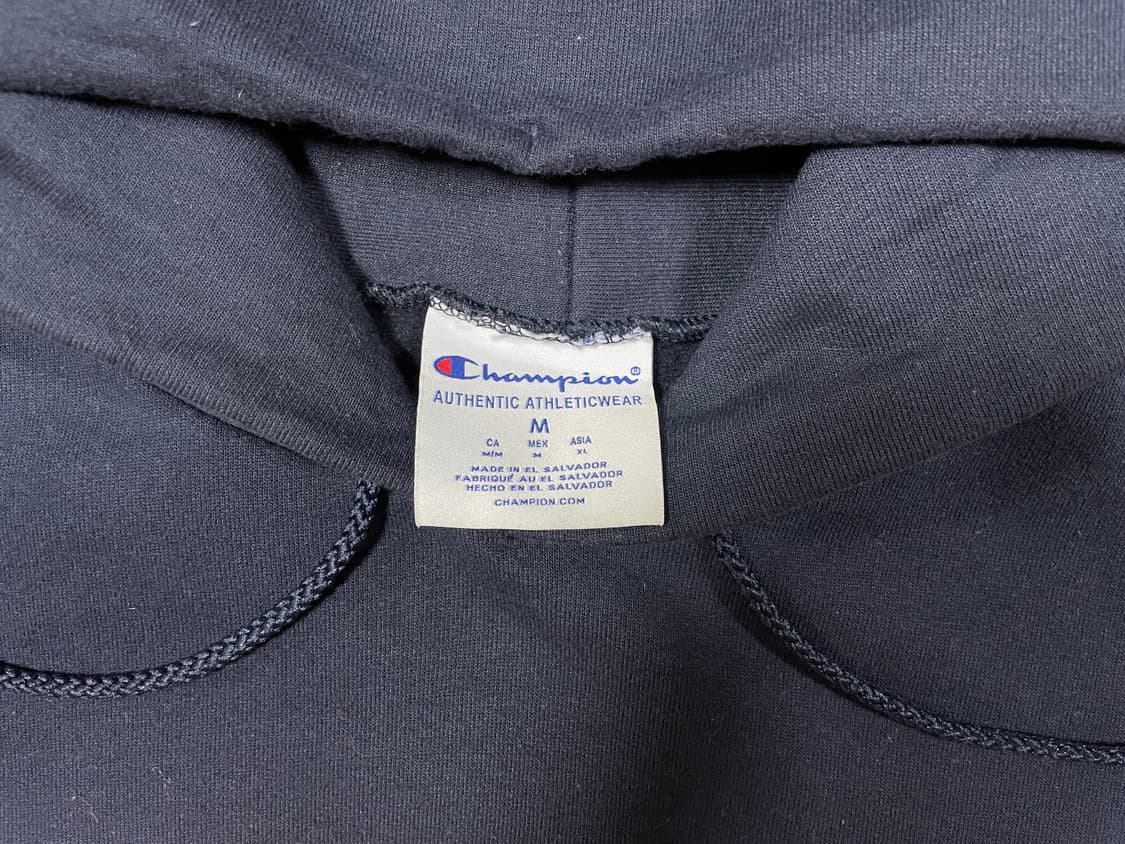 Champion®
AUTHENTIC ATHLETICWEAR
M
CA MEX ASIA
M/M M XL
MADE IN EL SALVADOR
FABRIQUÉ AU EL SALVADOR
HECHO EN EL SALVADOR
CHAMPION.COM